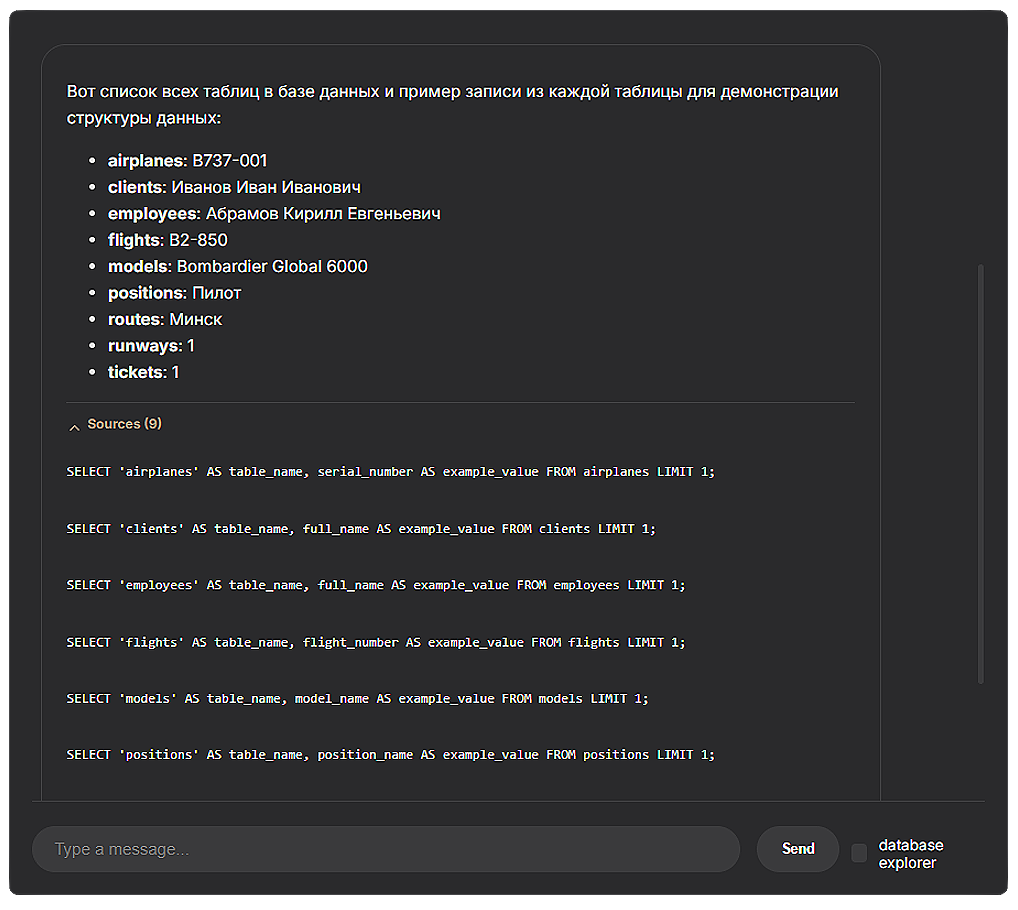 Вот список всех таблиц в базе данных и пример записи из каждой таблицы для демонстрации
структуры данных:
• airplanes: B737-001
• clients: Иванов Иван Иванович
• employees: Абрамов Кирилл Евгеньевич
• flights: B2-850
• models: Bombardier Global 6000
• positions: Пилот
• routes: Минск
• runways: 1
• tickets: 1
Sources (9)
SELECT 'airplanes' AS table_name, serial_number AS example_value FROM airplanes LIMIT 1;
SELECT 'clients' AS table_name, full_name AS example_value FROM clients LIMIT 1;
SELECT 'employees' AS table_name, full_name AS example_value FROM employees LIMIT 1;
SELECT 'flights' AS table_name, flight_number AS example_value FROM flights LIMIT 1;
SELECT 'models' AS table_name, model_name AS example_value FROM models LIMIT 1;
SELECT 'positions' AS table_name, position_name AS example_value FROM positions LIMIT 1;
Type a message...
Send
database
explorer